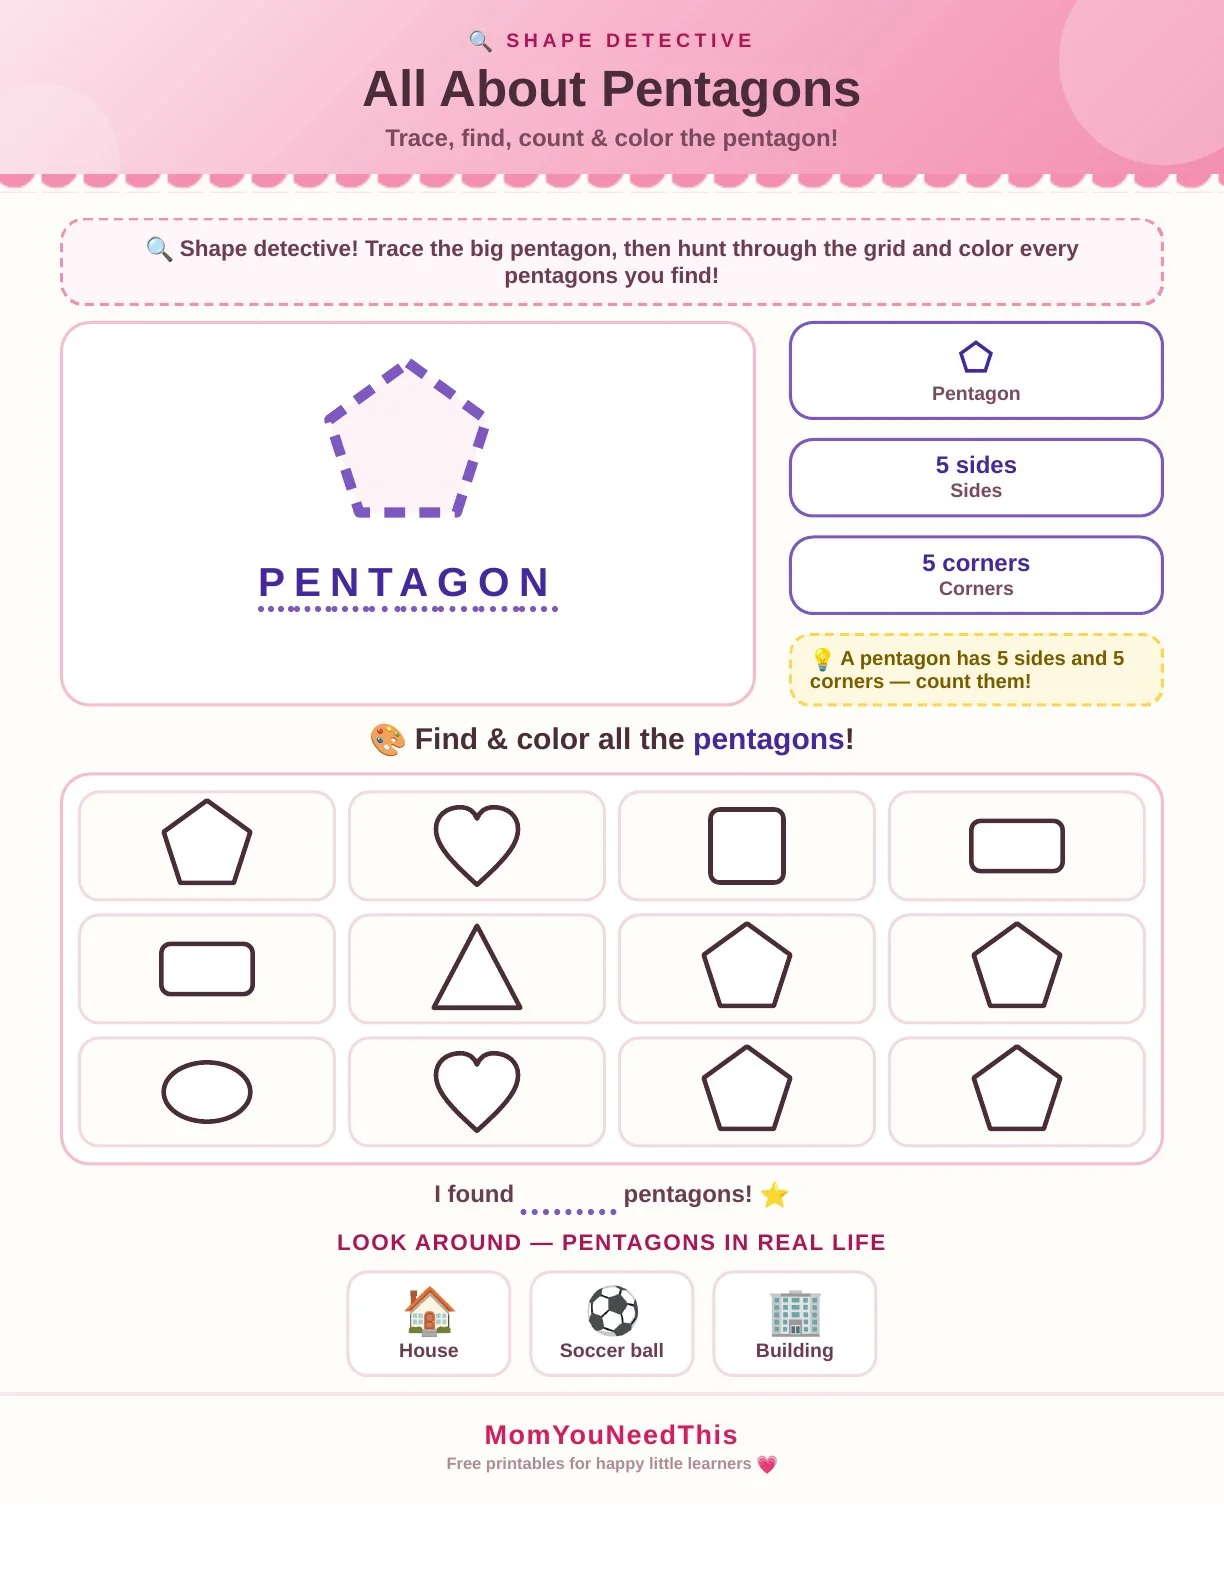 🔍 SHAPE DETECTIVE
All About Pentagons
Trace, find, count & color the pentagon!
🔍 Shape detective! Trace the big pentagon, then hunt through the grid and color every
pentagons you find!
PENTAGON
Pentagon
5 sides
Sides
5 corners
Corners
💡 A pentagon has 5 sides and 5
corners — count them!
🎨 Find & color all the pentagons!
I found ......... pentagons! ⭐
LOOK AROUND — PENTAGONS IN REAL LIFE
House
Soccer ball
Building
MomYouNeedThis
Free printables for happy little learners 💗